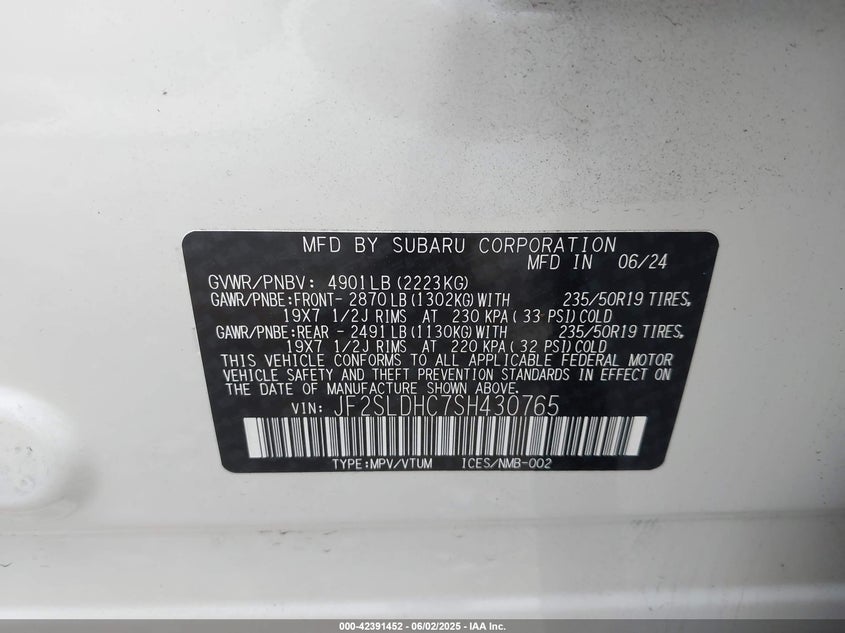 MFD BY SUBARU CORPORATION
MFD IN 06/24
GVWR/PNBV: 4901LB (2223KG)
GAWR/PNBE:FRONT- 2870LB (1302KG) WITH 235/50R19 TIRES,
19X7 1/2J RIMS AT 230 KPA ( 33 PSI) COLD
GAWR/PNBE:REAR - 2491LB (1130KG) WITH 235/50R19 TIRES,
19X7 1/2J RIMS AT 220 KPA ( 32 PSI) COLD
THIS VEHICLE CONFORMS TO ALL APPLICABLE FEDERAL MOTOR
VEHICLE SAFETY AND THEFT PREVENTION STANDARDS IN EFFECT ON
THE DATE OF MANUFACTURE SHOWN ABOVE.
VIN: JF2SLDHC7SH430765
TYPE:MPV/VTUM ICES/NMB-002
000-42391452 - 06/02/2025 - IAA Inc.